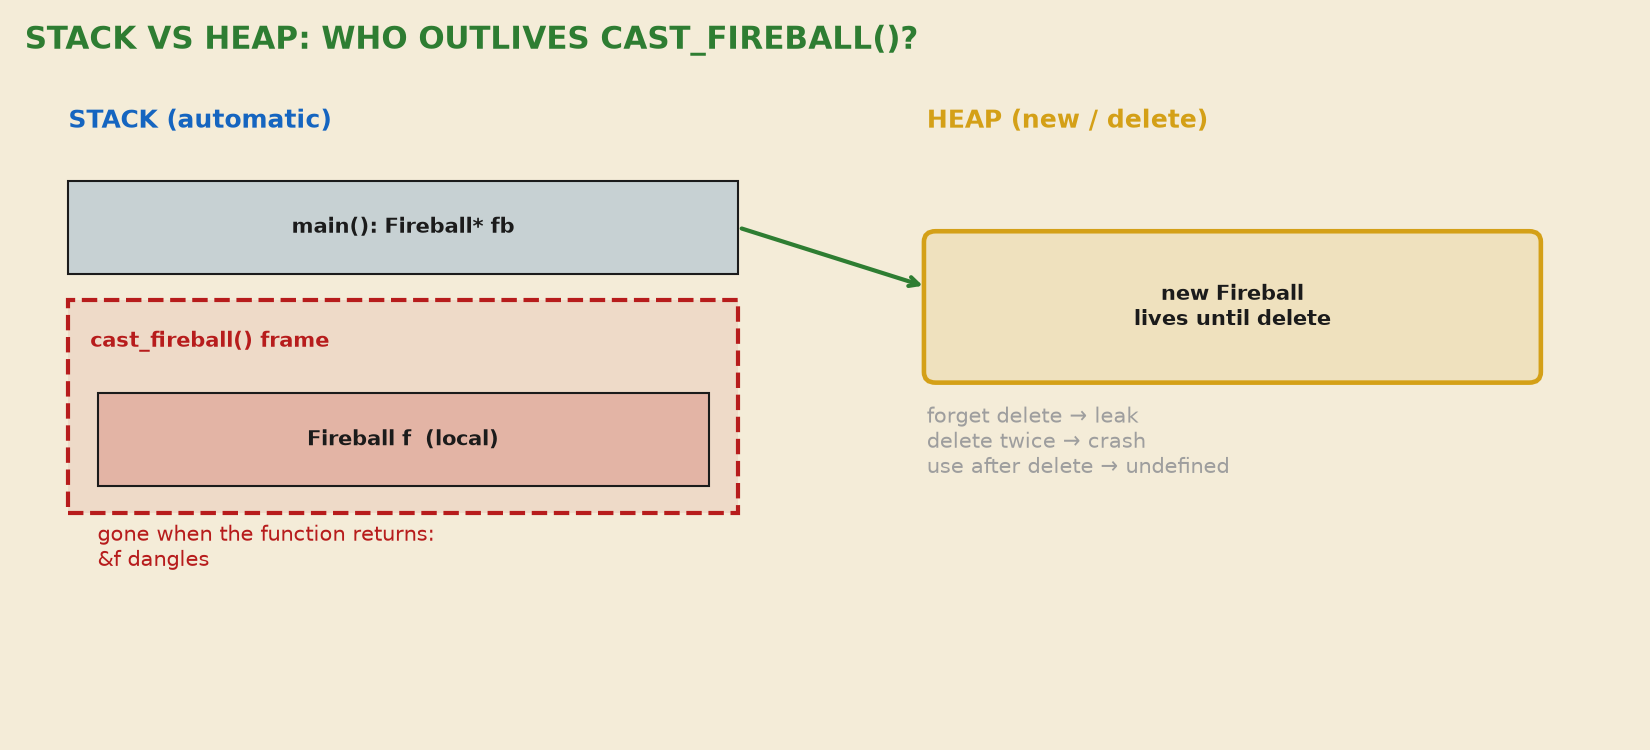 STACK VS HEAP: WHO OUTLIVES CAST_FIREBALL()?
STACK (automatic)
main(): Fireball* fb
cast_fireball() frame
Fireball f  (local)
gone when the function returns:
&f dangles
HEAP (new / delete)
new Fireball
lives until delete
forget delete → leak
delete twice → crash
use after delete → undefined